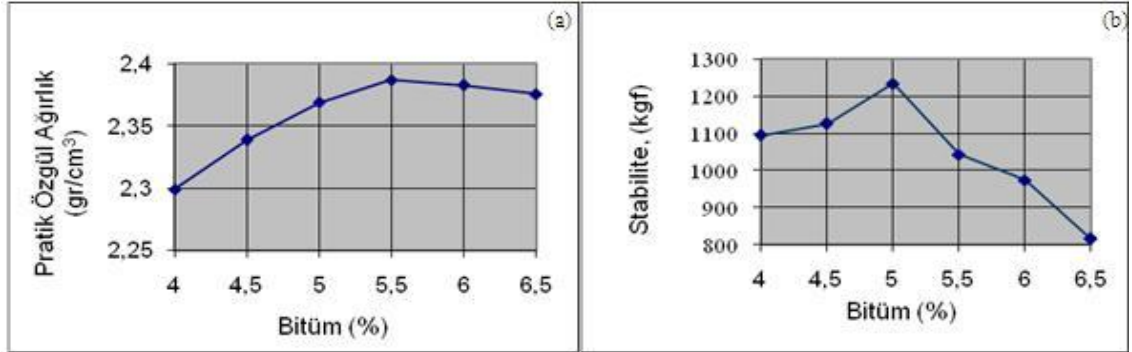 (a)
Pratik Özgül Ağırlık
(gr/cm³)
2,4
2,35
2,3
2,25
4 4,5 5 5,5 6 6,5
Bitüm (%)
(b)
Stabilite, (kgf)
1300
1200
1100
1000
900
800
4 4,5 5 5,5 6 6,5
Bitüm (%)